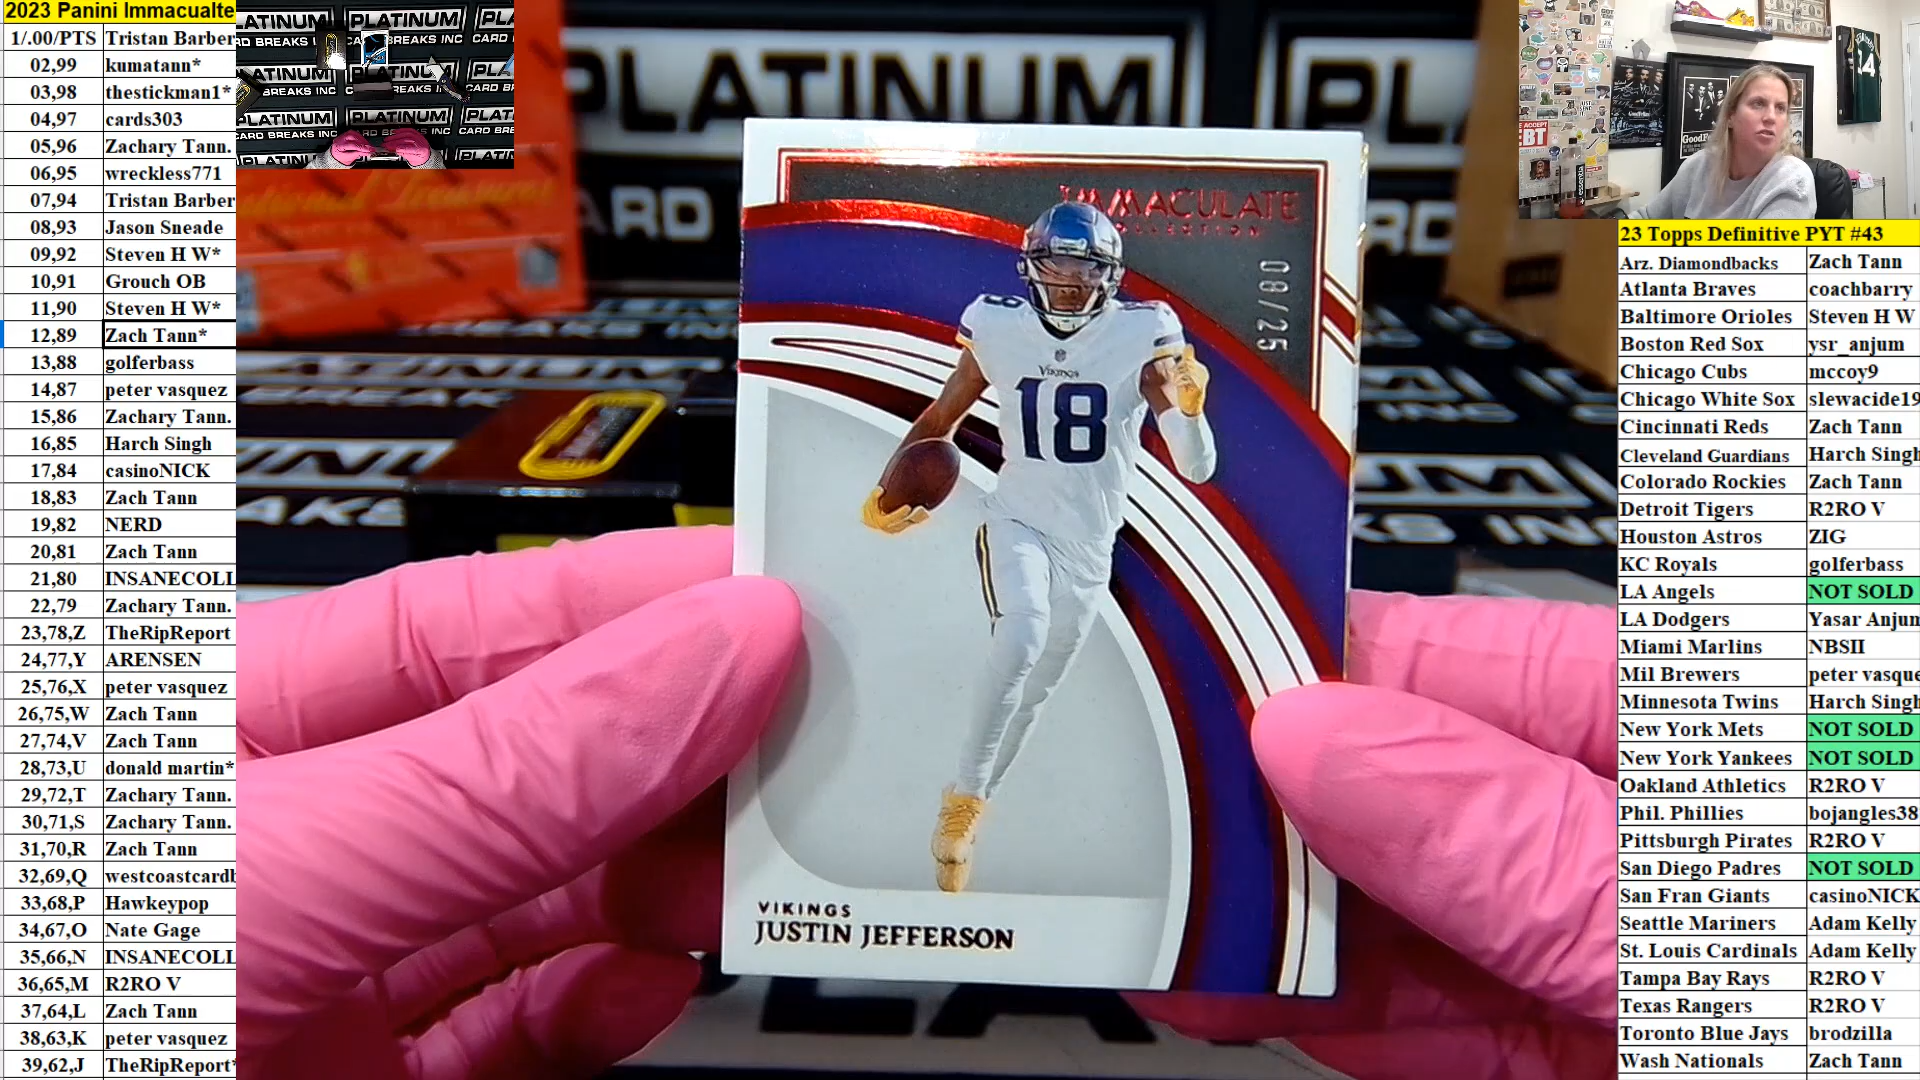 2023 Panini Immacualte
1/.00/PTS Tristan Barber
02,99 kumatann*
03,98 thestickman1*
04,97 cards303
05,96 Zachary Tann.
06,95 wreckless771
07,94 Tristan Barber
08,93 Jason Sneade
09,92 Steven H W*
10,91 Grouch OB
11,90 Steven H W*
12,89 Zach Tann*
13,88 golferbass
14,87 peter vasquez
15,86 Zachary Tann.
16,85 Harch Singh
17,84 casinoNICK
18,83 Zach Tann
19,82 NERD
20,81 Zach Tann
21,80 INSANECOLL
22,79 Zachary Tann.
23,78,Z TheRipReport
24,77,Y ARENSEN
25,76,X peter vasquez
26,75,W Zach Tann
27,74,V Zach Tann
28,73,U donald martin*
29,72,T Zachary Tann.
30,71,S Zachary Tann.
31,70,R Zach Tann
32,69,Q westcoastcardb
33,68,P Hawkeypop
34,67,O Nate Gage
35,66,N INSANECOLL
36,65,M R2RO V
37,64,L Zach Tann
38,63,K peter vasquez
39,62,J TheRipReport*
PLATINUM
CARD BREAKS INC
PLATINUM
IMMACULATE
COLLECTION
08/25
18
VIKINGS
18
VIKINGS
JUSTIN JEFFERSON
23 Topps Definitive PYT #43
Arz. Diamondbacks Zach Tann
Atlanta Braves coachbarry
Baltimore Orioles Steven H W
Boston Red Sox ysr_anjum
Chicago Cubs mccoy9
Chicago White Sox slewacide19
Cincinnati Reds Zach Tann
Cleveland Guardians Harch Singh
Colorado Rockies Zach Tann
Detroit Tigers R2RO V
Houston Astros ZIG
KC Royals golferbass
LA Angels NOT SOLD
LA Dodgers Yasar Anjum
Miami Marlins NBSII
Mil Brewers peter vasque
Minnesota Twins Harch Singh
New York Mets NOT SOLD
New York Yankees NOT SOLD
Oakland Athletics R2RO V
Phil. Phillies bojangles38
Pittsburgh Pirates R2RO V
San Diego Padres NOT SOLD
San Fran Giants casinoNICK
Seattle Mariners Adam Kelly
St. Louis Cardinals Adam Kelly
Tampa Bay Rays R2RO V
Texas Rangers R2RO V
Toronto Blue Jays brodzilla
Wash Nationals Zach Tann